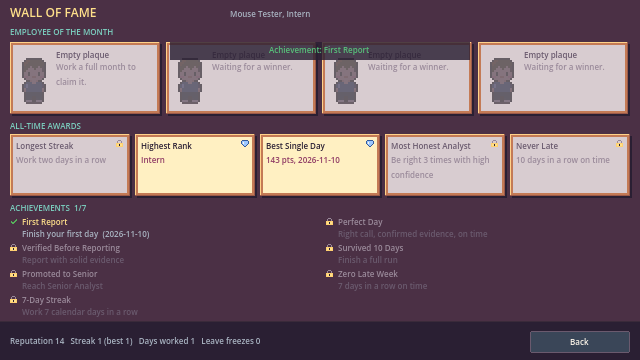 WALL OF FAME
Mouse Tester, Intern
EMPLOYEE OF THE MONTH
Achievement: First Report
Empty plaque
Work a full month to
claim it.
Empty plaque
Waiting for a winner.
Empty plaque
Waiting for a winner.
Empty plaque
Waiting for a winner.
ALL-TIME AWARDS
Longest Streak
Work two days in a row
Highest Rank
Intern
Best Single Day
143 pts, 2026-11-10
Most Honest Analyst
Be right 3 times with high
confidence
Never Late
10 days in a row on time
ACHIEVEMENTS 1/7
First Report
Finish your first day (2026-11-10)
Perfect Day
Right call, confirmed evidence, on time
Verified Before Reporting
Report with solid evidence
Survived 10 Days
Finish a full run
Promoted to Senior
Reach Senior Analyst
Zero Late Week
7 days in a row on time
7-Day Streak
Work 7 calendar days in a row
Reputation 14 Streak 1 (best 1) Days worked 1 Leave freezes 0
Back